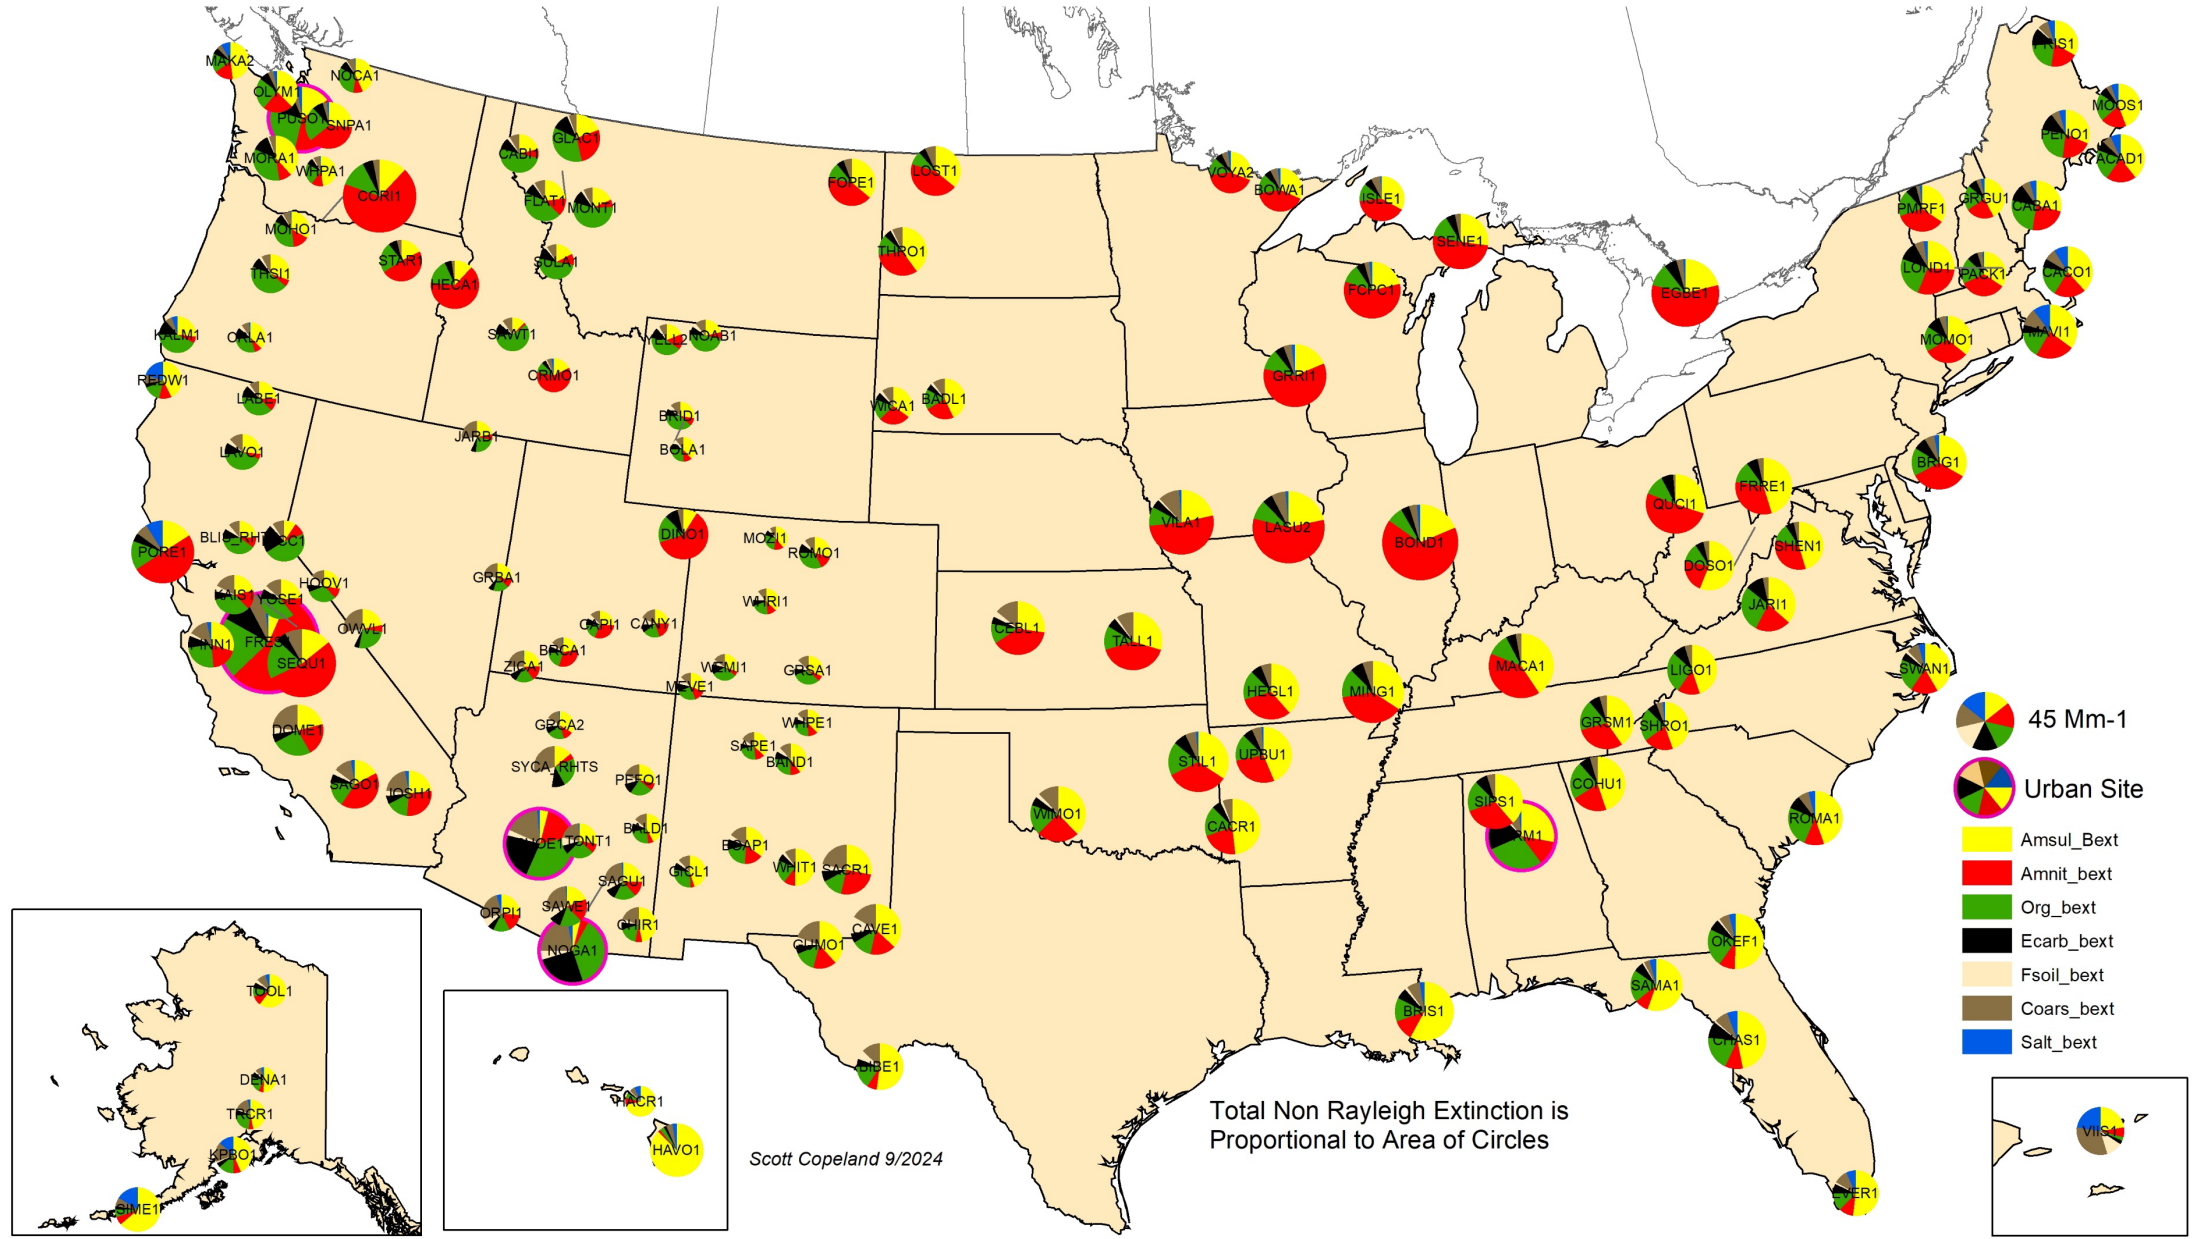 MAKA2
NOCA1
OLYM1
PUSO1
SNPA1
MORA1
WHPA1
CORI1
MOHO1
STAR1
HECA1
THSI1
KALM1
CRLA1
REDW1
LABE1
LAVO1
CABI1
GLAC1
FLAT1
MONT1
SULA1
SAWT1
CRMO1
YELL2
NOAB1
BRID1
BOLA1
JARB1
FOPE1
LOST1
THRO1
WICA1
BADL1
VOYA2
BOWA1
ISLE1
SENE1
FCPC1
GRRI1
EGBE1
PRIS1
MOOS1
PENO1
ACAD1
PMRF1
GRGU1
CABA1
LOND1
PACK1
CACO1
MOMO1
MAVI1
BRIG1
FRRE1
QUCI1
SHEN1
DOSO1
JARI1
VILA1
LASU2
BOND1
PORE1
BLIS_RHT
HOOV1
KAIS1
YOSE1
PINN1
SEQU1
OWVL1
DOME1
SAGO1
JOSH1
GRBA1
DINO1
MOZI1
ROMO1
WHRI1
CAPI1
CANY1
BRCA1
ZICA1
WEMI1
MEVE1
GRSA1
CEBL1
TALL1
HEGL1
MING1
MACA1
LIGO1
SWAN1
GRSM1
SHRO1
COHU1
SIPS1
ROMA1
GRCA2
SYCA_RHTS
WHPE1
SAPE1
BAND1
PEFO1
BALD1
TONT1
BOAP1
GICL1
WHIT1
SACR1
SAGU1
ORPI1
SAWE1
CHIR1
NOGA1
GUMO1
CAVE1
STIL1
UPBU1
WIMO1
CACR1
BIBE1
BRIS1
OKEF1
SAMA1
CHAS1
EVER1
45 Mm-1
Urban Site
Amsul_Bext
Amnit_bext
Org_bext
Ecarb_bext
Fsoil_bext
Coars_bext
Salt_bext
TOOL1
DENA1
TRCR1
KPBO1
SIME1
HACR1
HAVO1
VIIS1
Total Non Rayleigh Extinction is
Proportional to Area of Circles
Scott Copeland 9/2024